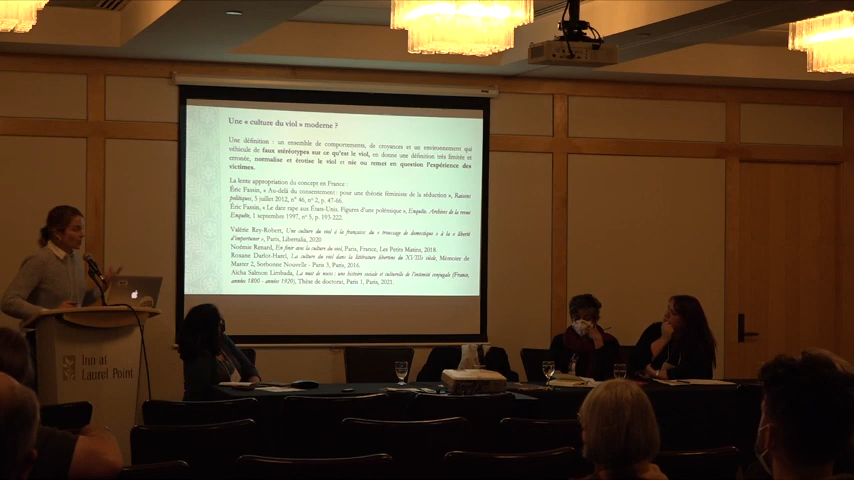 Une « culture du viol » moderne ?
Une définition : un ensemble de comportements, de croyances et un environnement qui
véhicule de faux stéréotypes sur ce qu'est le viol, en donne une définition très limitée et
erronée, normalise et érotise le viol et nie ou remet en question l'expérience des
victimes.
La lente appropriation du concept en France :
Éric Fassin, « Au-delà du consentement : pour une théorie féministe de la séduction », Raisons
politiques, 5 juillet 2012, n° 46, nº 2, p. 47-66.
Éric Fassin, « Le date rape aux États-Unis. Figures d'une polémique », Enquête. Archives de la revue
Enquête, 1 septembre 1997, nº 5, p. 193-222.
Valérie Rey-Robert, Une culture du viol à la française du « troussage de domestique » à la « liberté
d'importuner », Paris, Libertalia, 2020.
Noémie Renard, En finir avec la culture du viol, Paris, France, Les Petits Matins, 2018.
Roxane Darlot-Harel, La culture du viol dans la littérature libertine du XVIIIe siècle, Mémoire de
Master 2, Sorbonne Nouvelle - Paris 3, Paris, 2016.
Aïcha Salmon Limbada, La nuit de noces : une histoire sociale et culturelle de l'intimité conjugale (France,
années 1800 - années 1920), Thèse de doctorat, Paris 1, Paris, 2021.
Inn at
Laurel Point